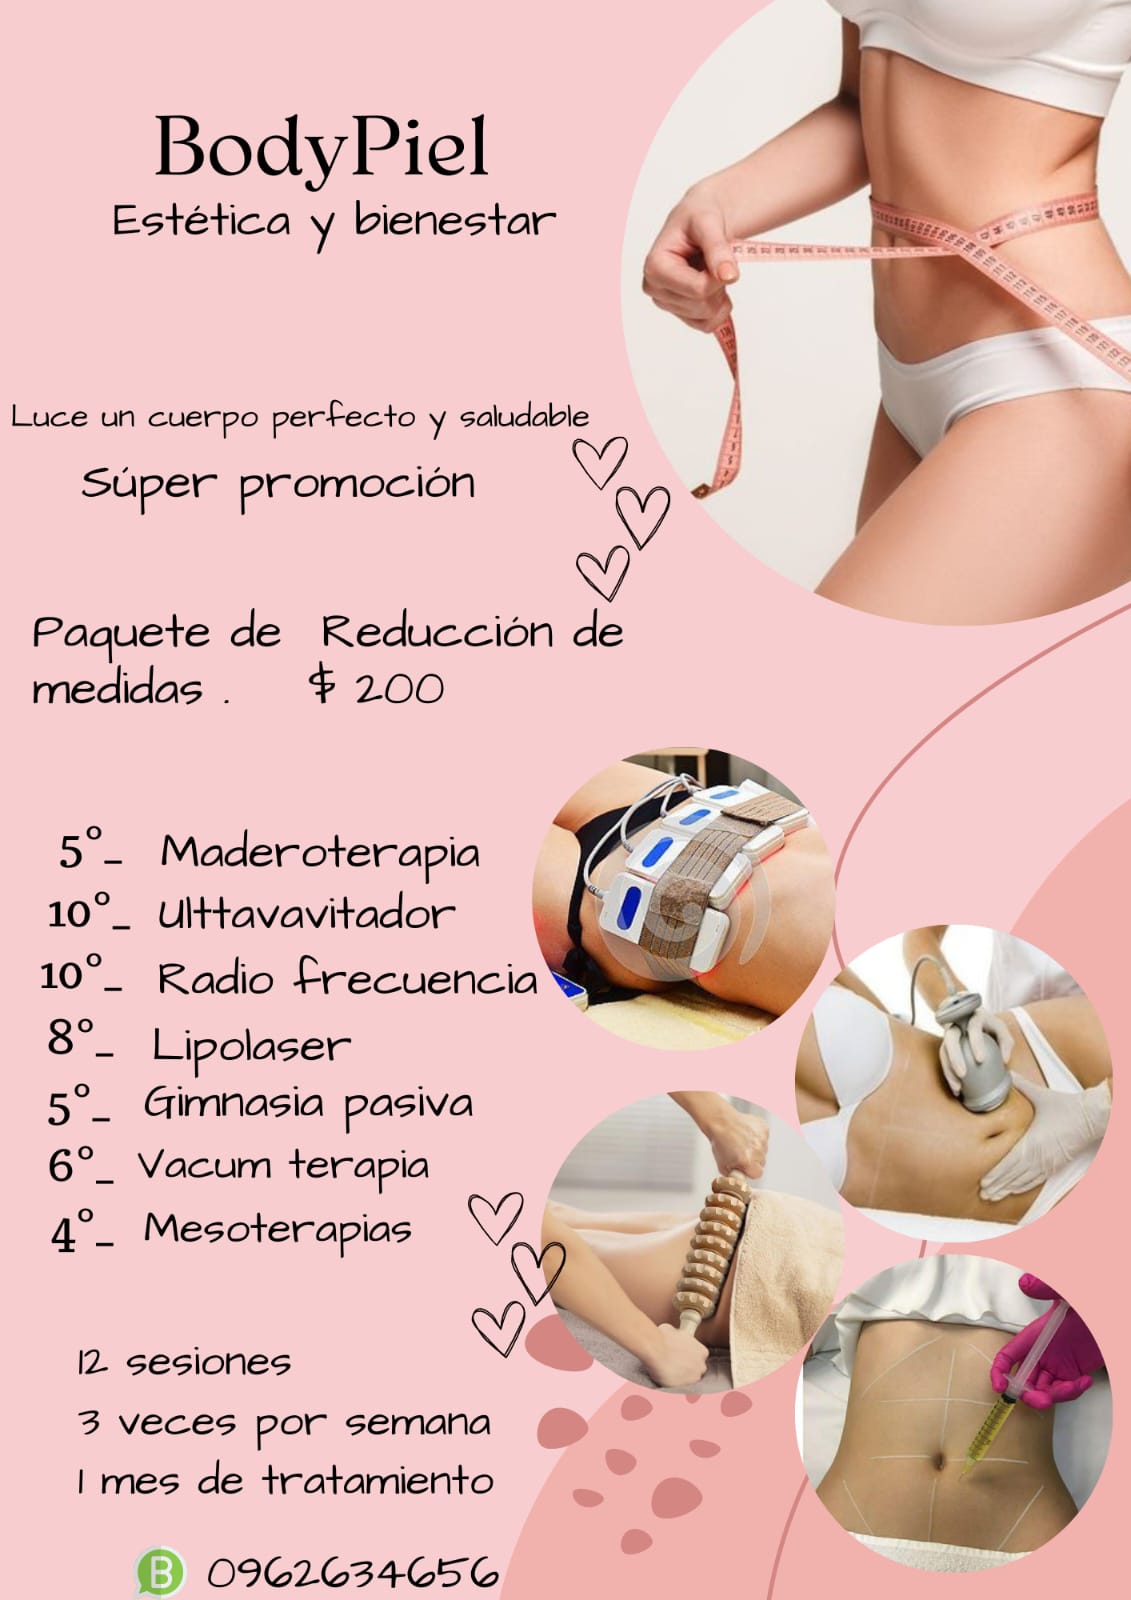 BodyPiel
Estética y bienestar
Luce un cuerpo perfecto y saludable
Súper promoción
Paquete de Reducción de
medidas . $ 200
5°_ Maderoterapia
10°_ Ulttavavitador
10°_ Radio frecuencia
8°_ Lipolaser
5°_ Gimnasia pasiva
6°_ Vacum terapia
4°_ Mesoterapias
12 sesiones
3 veces por semana
1 mes de tratamiento
B 0962634656